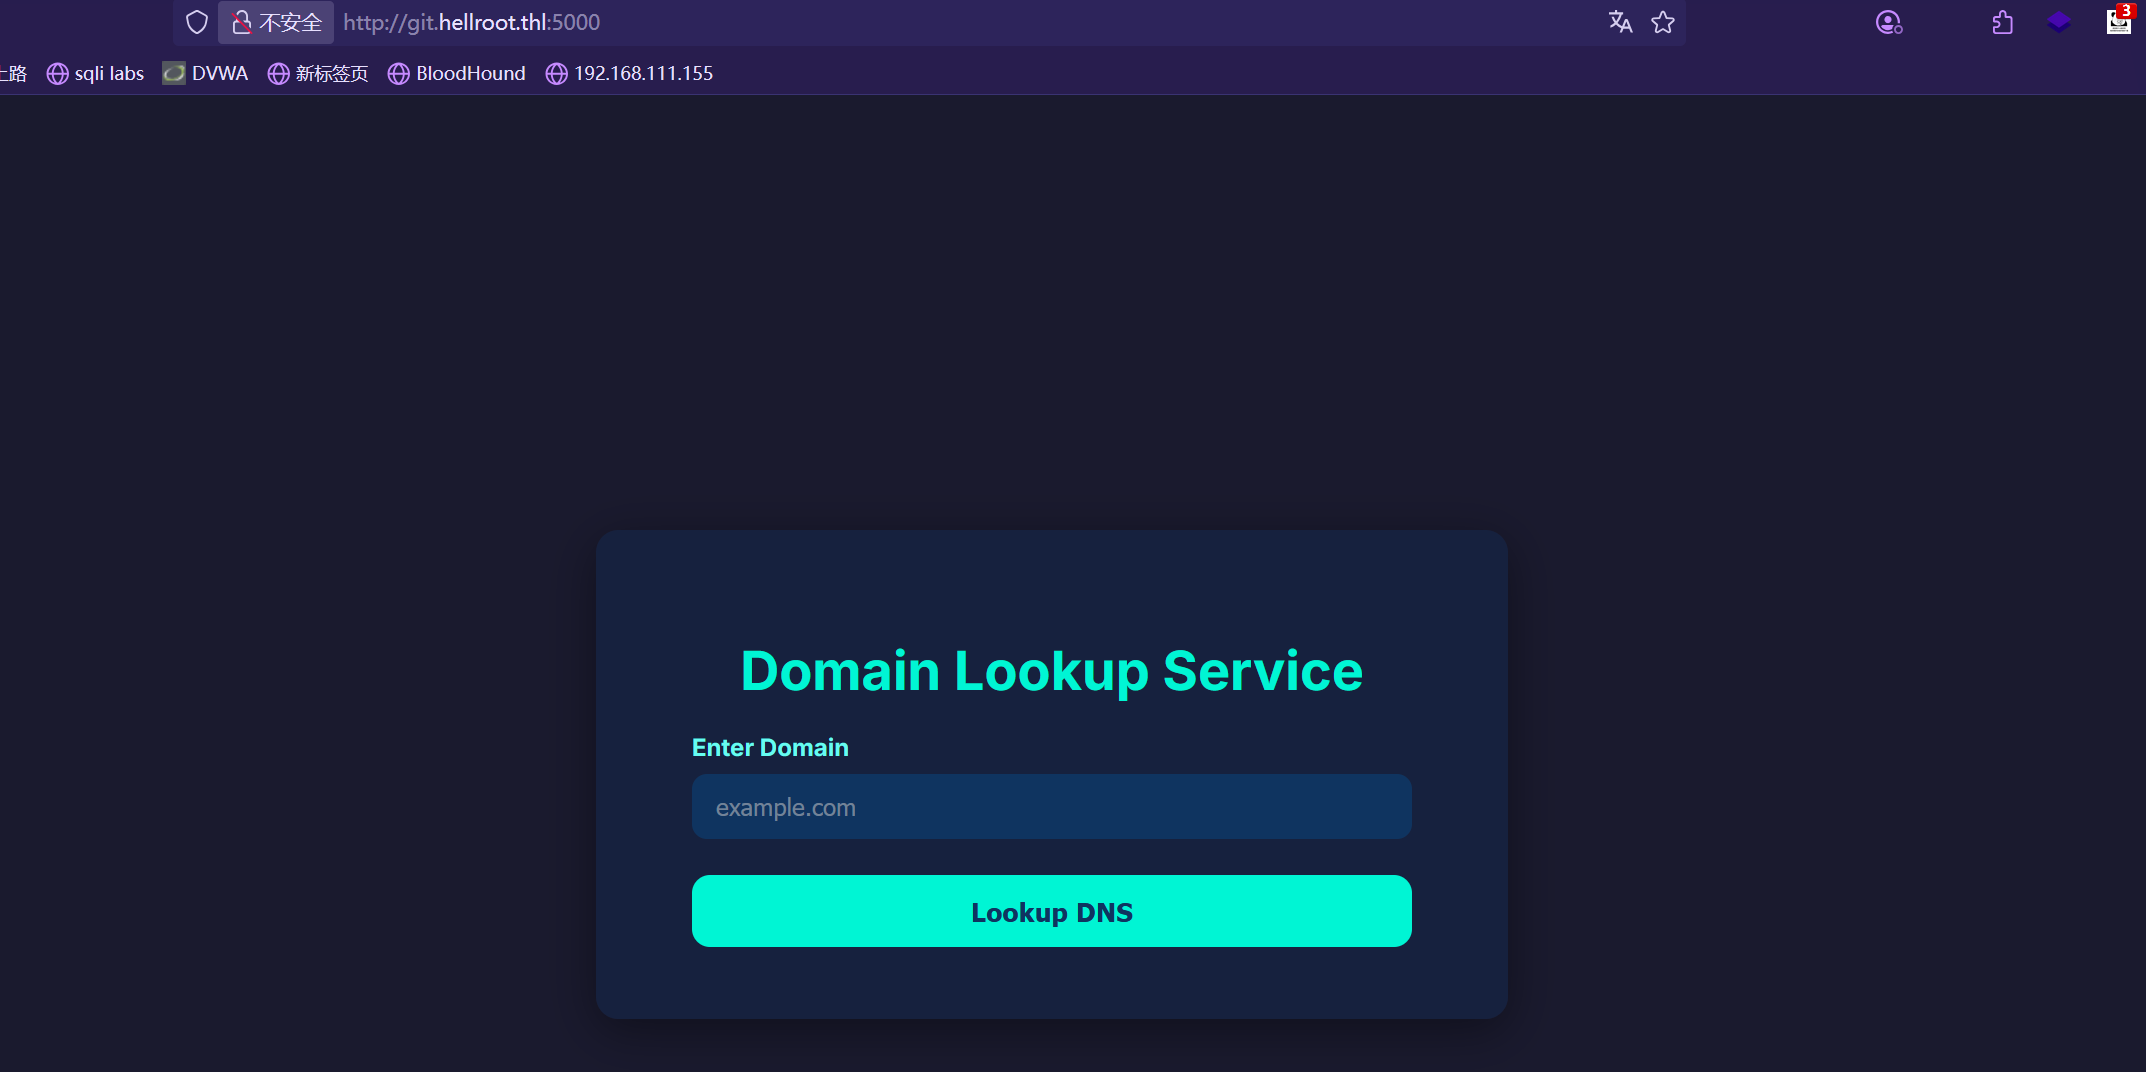 不安全 http://git.hellroot.thl:5000
3
上路 sqli labs DVWA 新标签页 BloodHound 192.168.111.155
Domain Lookup Service
Enter Domain
example.com
Lookup DNS